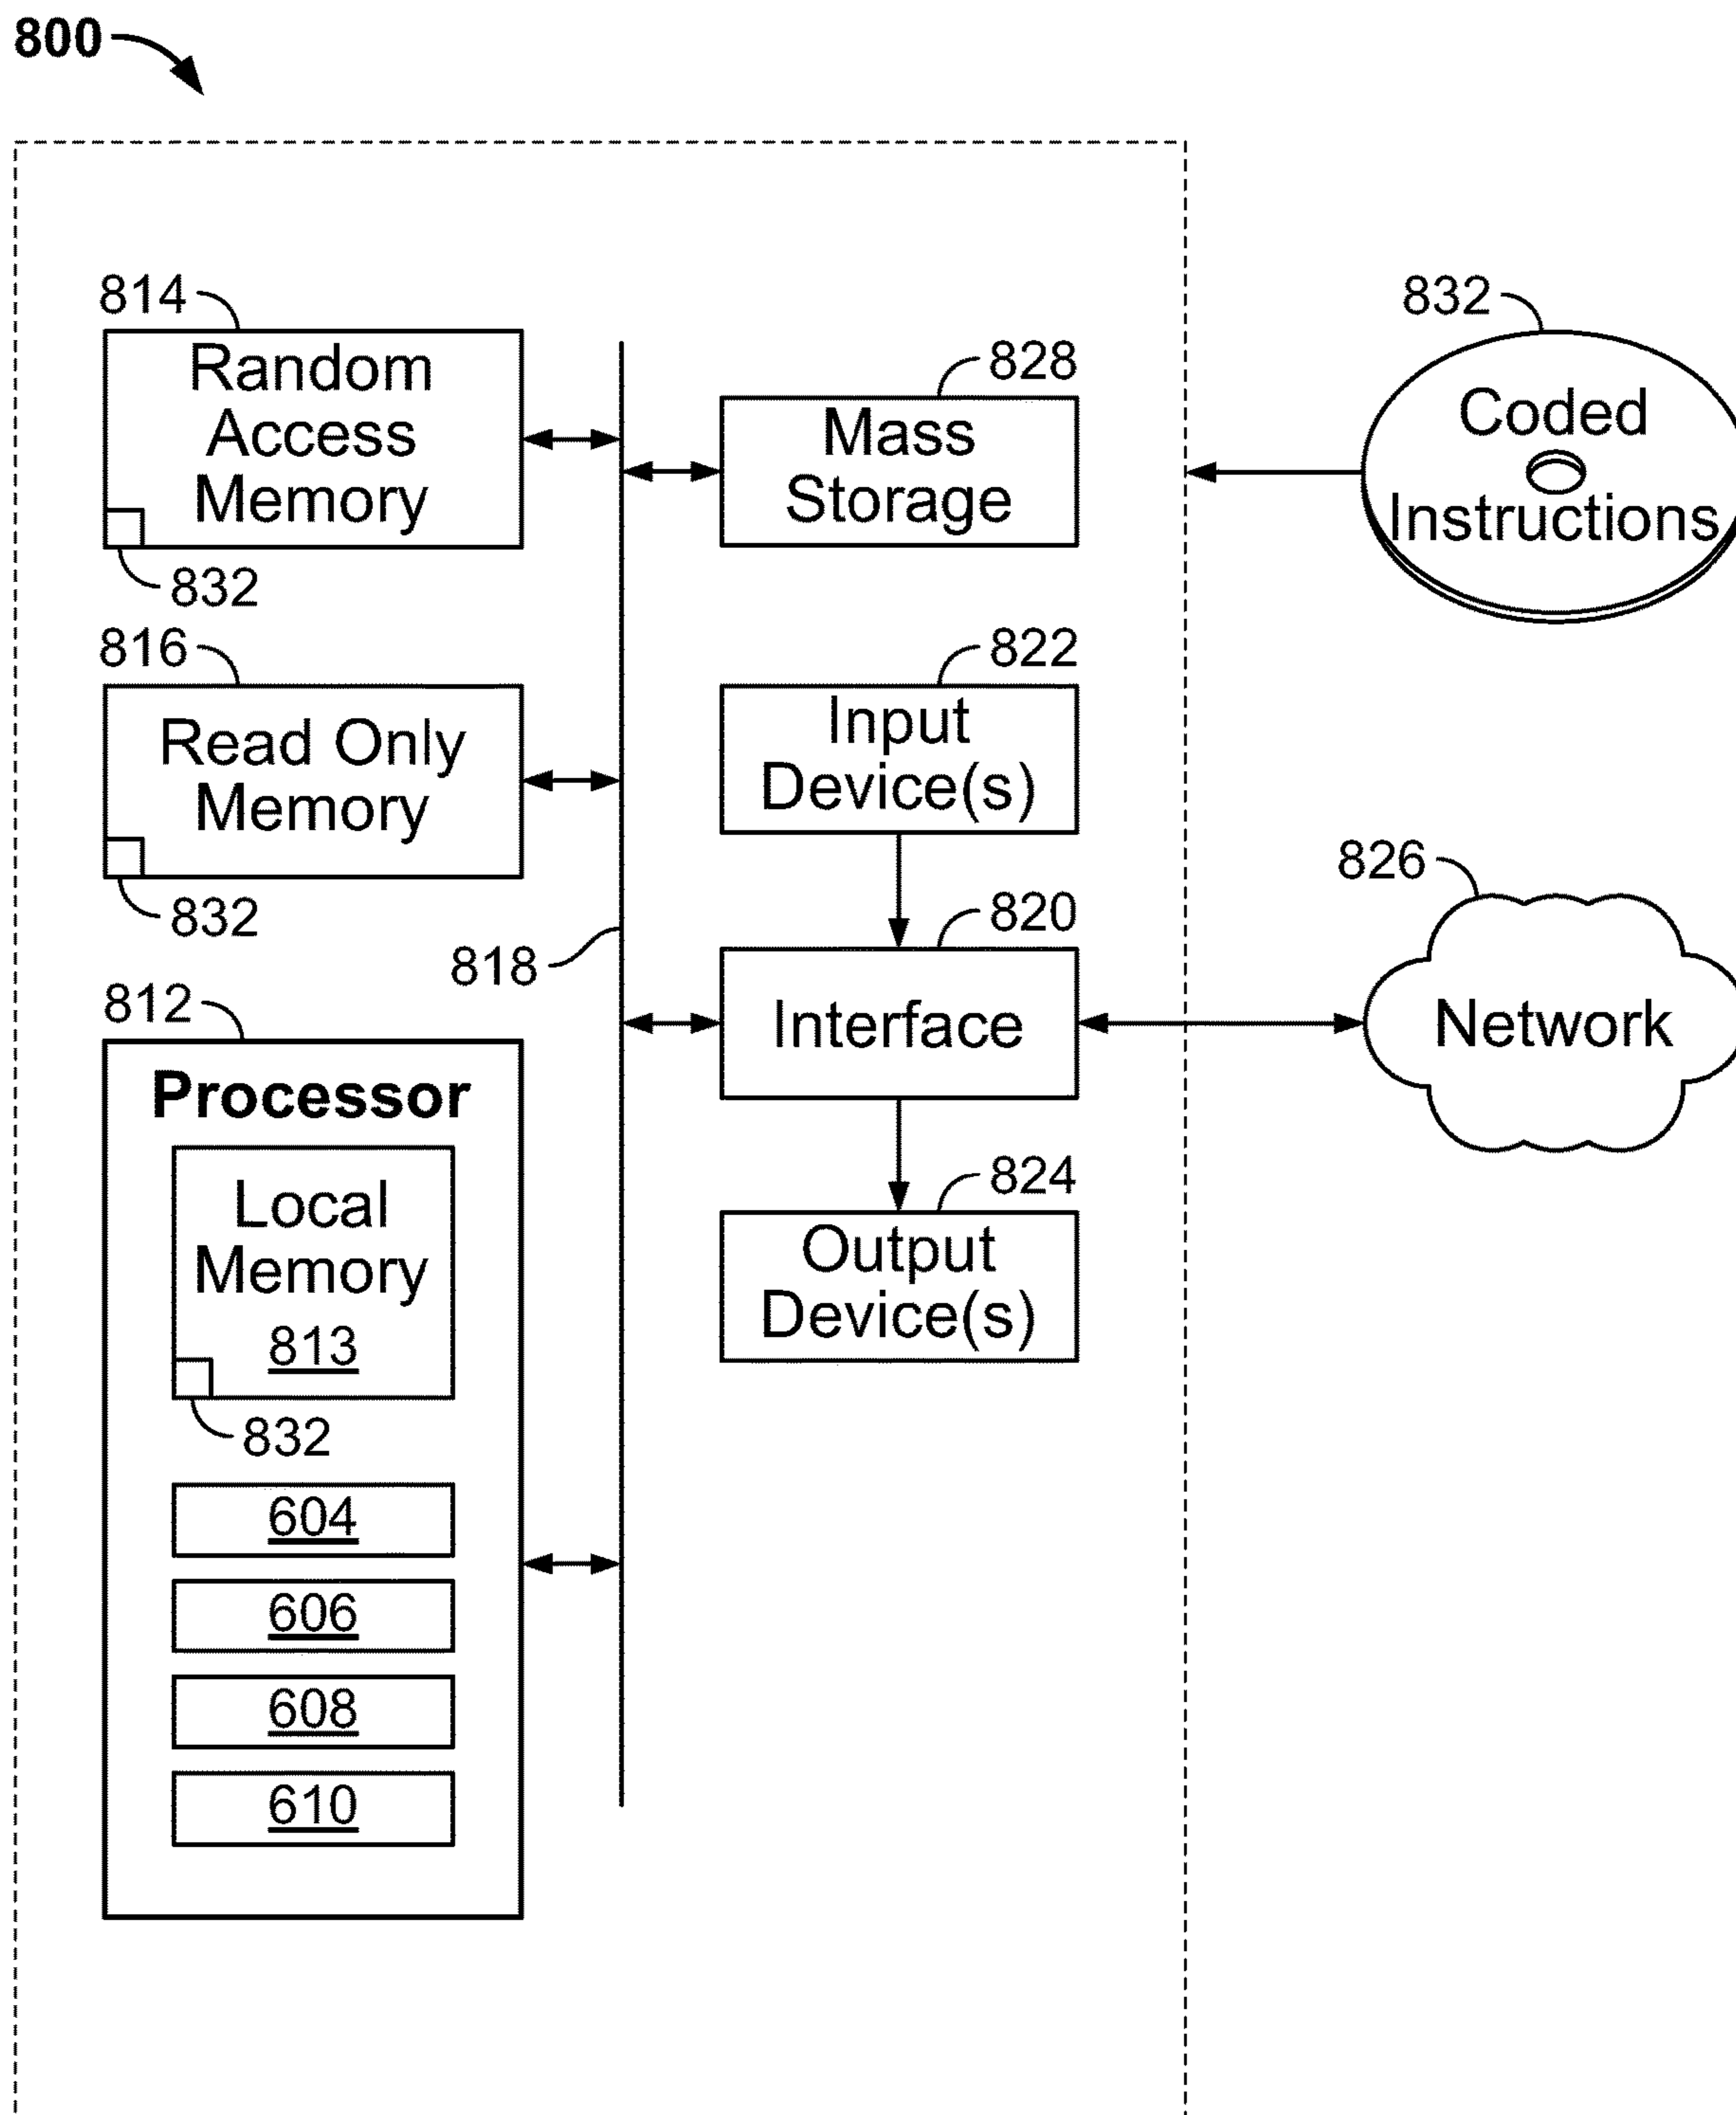 800
814
Random
Access
Memory
832
828
Mass
Storage
832
Coded
Instructions
816
Read Only
Memory
832
822
Input
Device(s)
818
820
Interface
826
Network
812
Processor
Local
Memory
813
832
604
606
608
610
824
Output
Device(s)